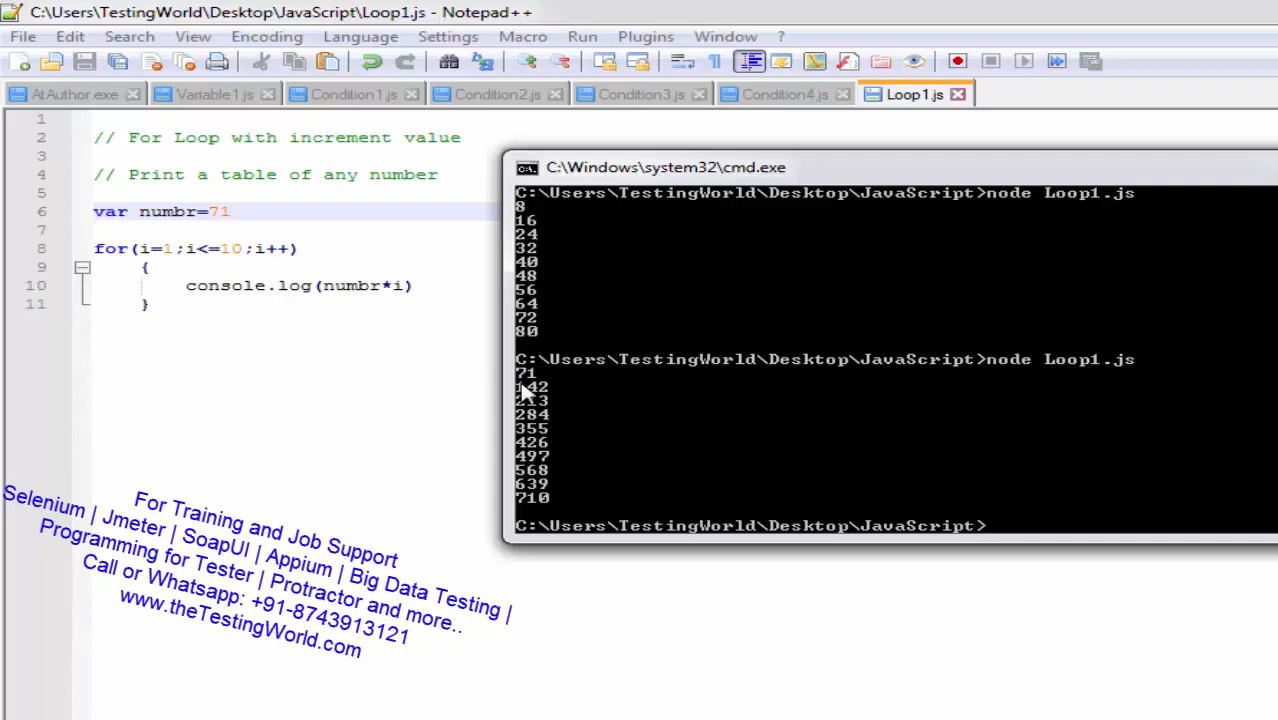 C:\Users\TestingWorld\Desktop\JavaScript\Loop1.js - Notepad++
File Edit Search View Encoding Language Settings Macro Run Plugins Window ?
AtAuthor.exe Variable1.js Condition1.js Condition2.js Condition3.js Condition4.js Loop1.js
1
2 // For Loop with increment value
3
4 // Print a table of any number
5
6 var numbr=71
7
8 for(i=1;i<=10;i++)
9 {
10 console.log(numbr*i)
11 }
C:\Windows\system32\cmd.exe
C:\Users\TestingWorld\Desktop\JavaScript>node Loop1.js
8
16
24
32
40
48
56
64
72
80
C:\Users\TestingWorld\Desktop\JavaScript>node Loop1.js
71
142
213
284
355
426
497
568
639
710
C:\Users\TestingWorld\Desktop\JavaScript>
For Training and Job Support
Selenium | Jmeter | SoapUI | Appium | Big Data Testing |
Programming for Tester | Protractor and more..
Call or Whatsapp: +91-8743913121
www.theTestingWorld.com